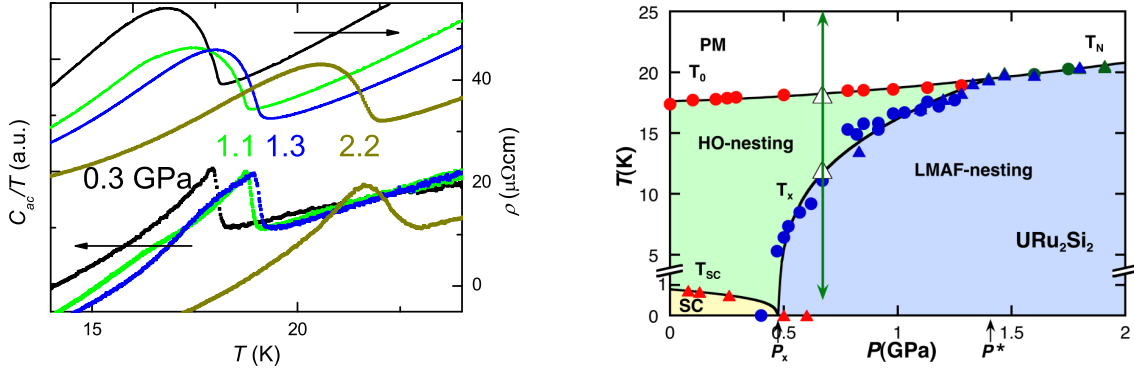 C_ac/T (a.u.)
1.1 1.3 2.2
0.3 GPa
40
20
0
ρ (μΩcm)
15 20
T (K)
T(K)
25
20
15
10
5
1
0
PM
T_0
T_N
HO-nesting
LMAF-nesting
T_x
URu₂Si₂
T_SC
SC
0 0.5 1 1.5 2
P_x P(GPa) P*